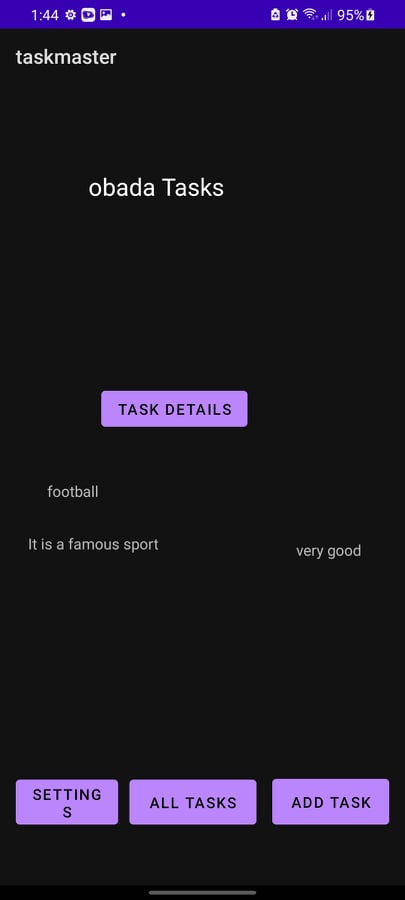 1:44 95%
taskmaster
obada Tasks
TASK DETAILS
football
It is a famous sport
very good
SETTING
S
ALL TASKS
ADD TASK